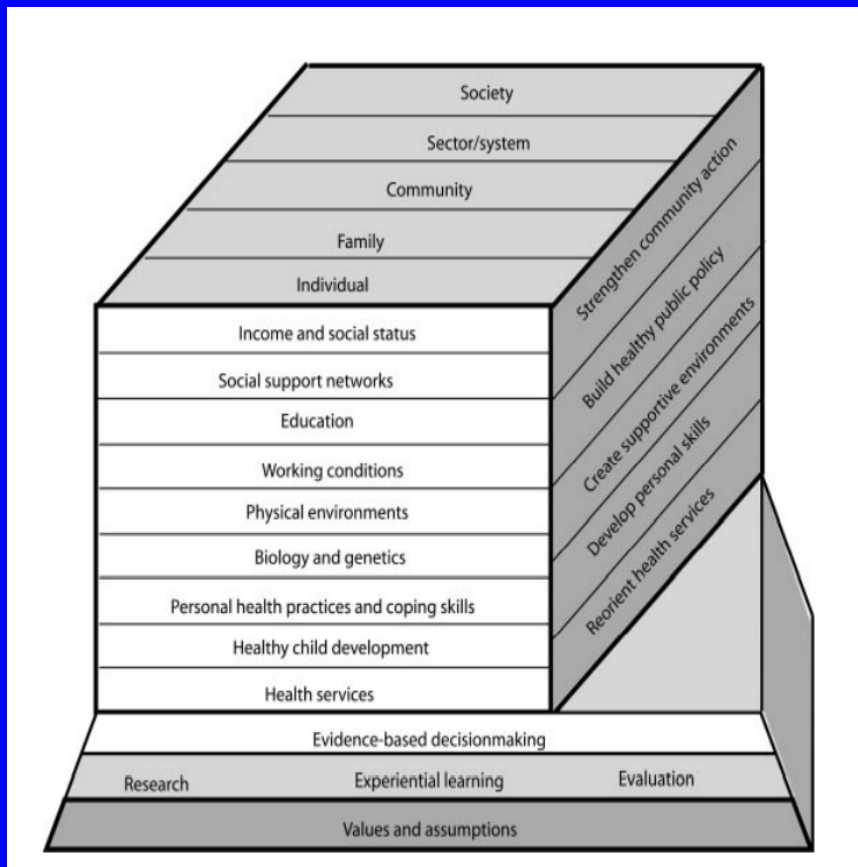 Society
Sector/system
Community
Family
Individual
Income and social status
Social support networks
Education
Working conditions
Physical environments
Biology and genetics
Personal health practices and coping skills
Healthy child development
Health services
Strengthen community action
Build healthy public policy
Create supportive environments
Develop personal skills
Reorient health services
Evidence-based decisionmaking
Research Experiential learning Evaluation
Values and assumptions